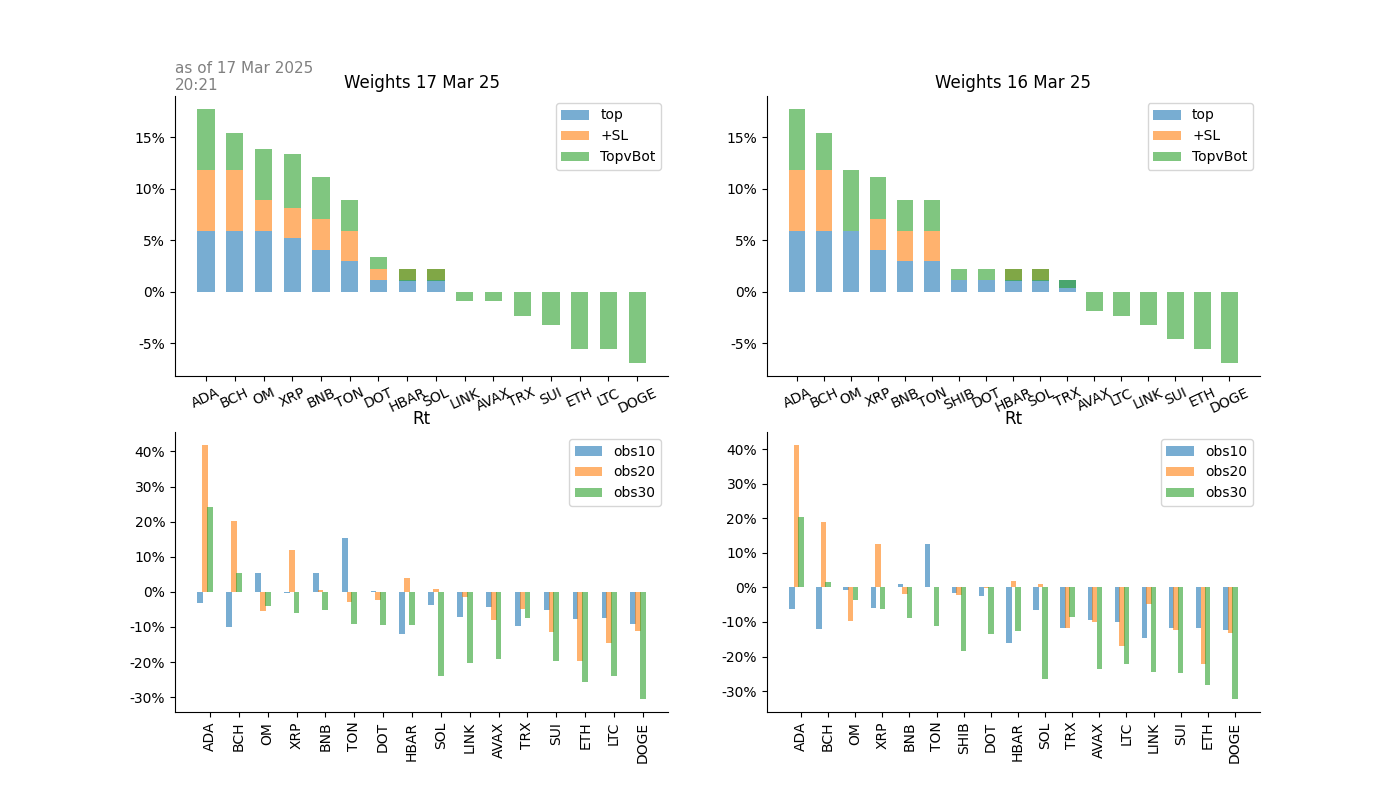 as of 17 Mar 2025
20:21
Weights 17 Mar 25
top
+SL
TopvBot
15%
10%
5%
0%
-5%
ADA BCH OM XRP BNB TON DOT HBAR SOL LINK AVAX TRX SUI ETH LTC DOGE
Weights 16 Mar 25
top
+SL
TopvBot
15%
10%
5%
0%
-5%
ADA BCH OM XRP BNB TON SHIB DOT HBAR SOL TRX AVAX LTC LINK SUI ETH DOGE
Rt
obs10
obs20
obs30
40%
30%
20%
10%
0%
-10%
-20%
-30%
ADA BCH OM XRP BNB TON DOT HBAR SOL LINK AVAX TRX SUI ETH LTC DOGE
Rt
obs10
obs20
obs30
40%
30%
20%
10%
0%
-10%
-20%
-30%
ADA BCH OM XRP BNB TON SHIB DOT HBAR SOL TRX AVAX LTC LINK SUI ETH DOGE